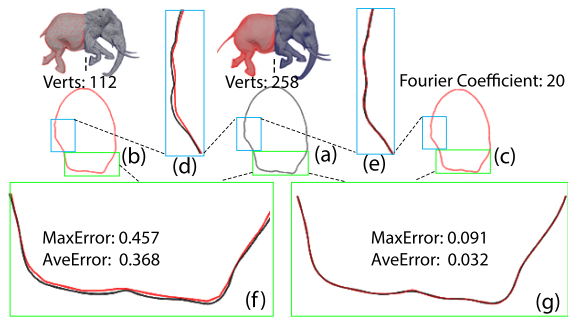 Verts: 112
Verts: 258
Fourier Coefficient: 20
(b)
(d)
(a)
(e)
(c)
MaxError: 0.457
AveError: 0.368
(f)
MaxError: 0.091
AveError: 0.032
(g)